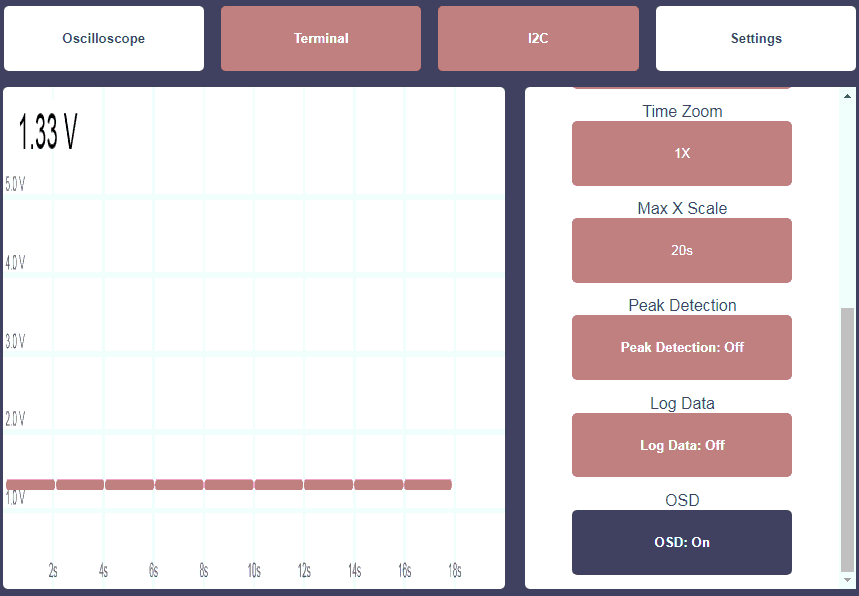 Oscilloscope
Terminal
I2C
Settings
1.33 V
5.0 V
4.0 V
3.0 V
2.0 V
1.0 V
2s 4s 6s 8s 10s 12s 14s 16s 18s
Time Zoom
1X
Max X Scale
20s
Peak Detection
Peak Detection: Off
Log Data
Log Data: Off
OSD
OSD: On